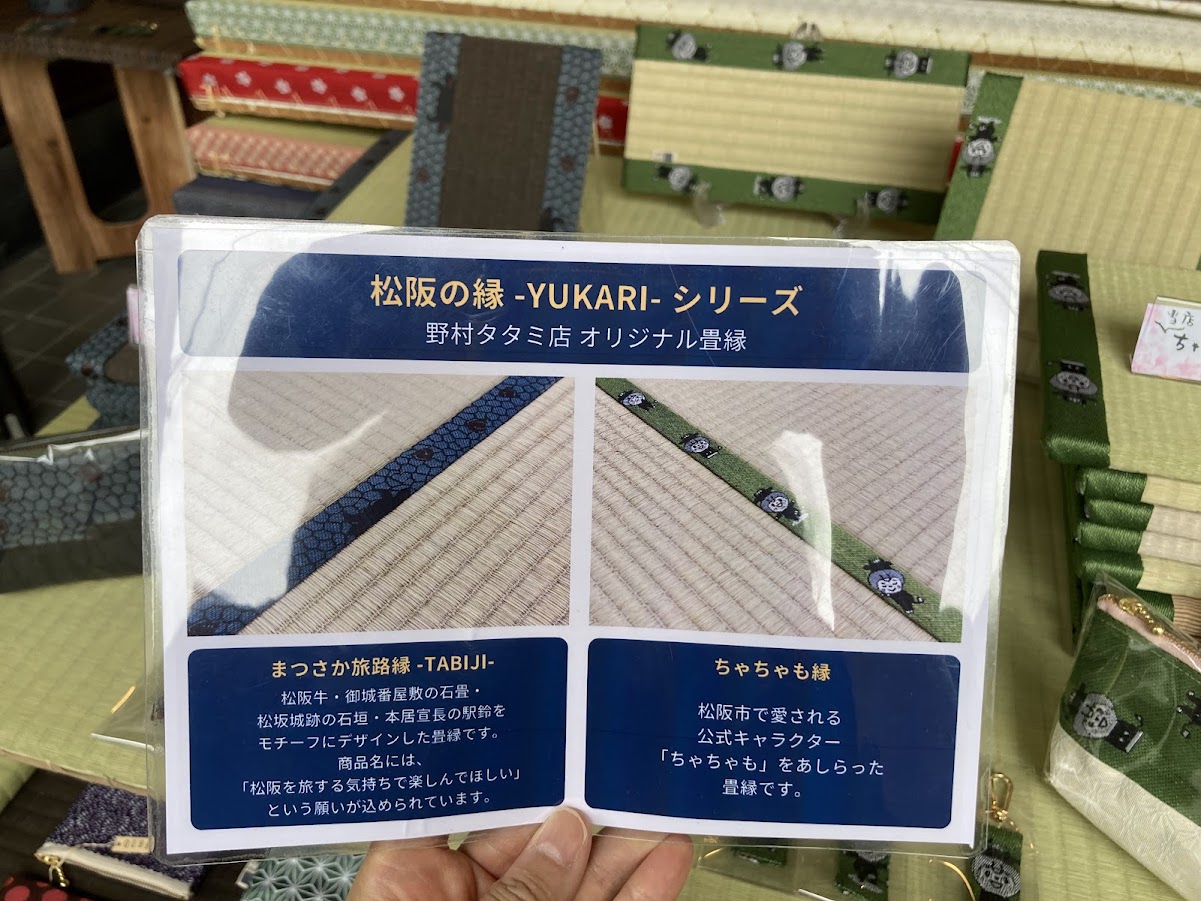 松阪の縁 -YUKARI- シリーズ
野村タタミ店 オリジナル畳縁
まつさか旅路縁 -TABIJI-
松阪牛・御城番屋敷の石畳・
松坂城跡の石垣・本居宣長の駅鈴を
モチーフにデザインした畳縁です。
商品名には、
「松阪を旅する気持ちで楽しんでほしい」
という願いが込められています。
ちゃちゃも縁
松阪市で愛される
公式キャラクター
「ちゃちゃも」をあしらった
畳縁です。
当店
ちゃ